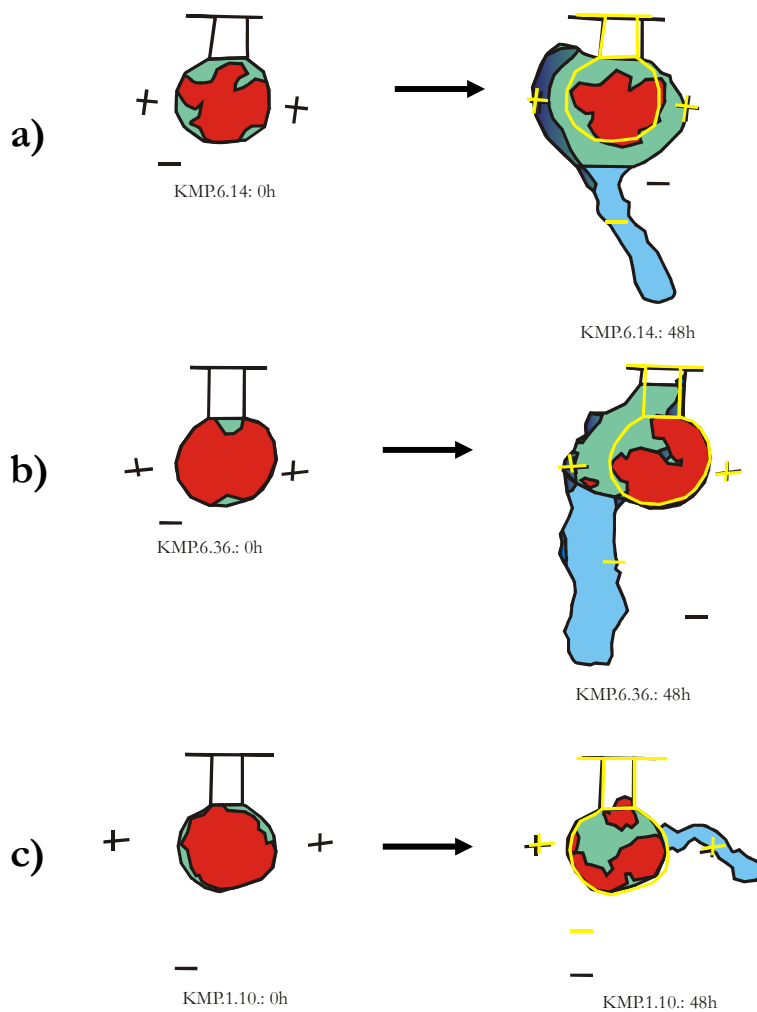 a)
KMP.6.14: 0h
KMP.6.14.: 48h
b)
KMP.6.36.: 0h
KMP.6.36.: 48h
c)
KMP.1.10.: 0h
KMP.1.10.: 48h